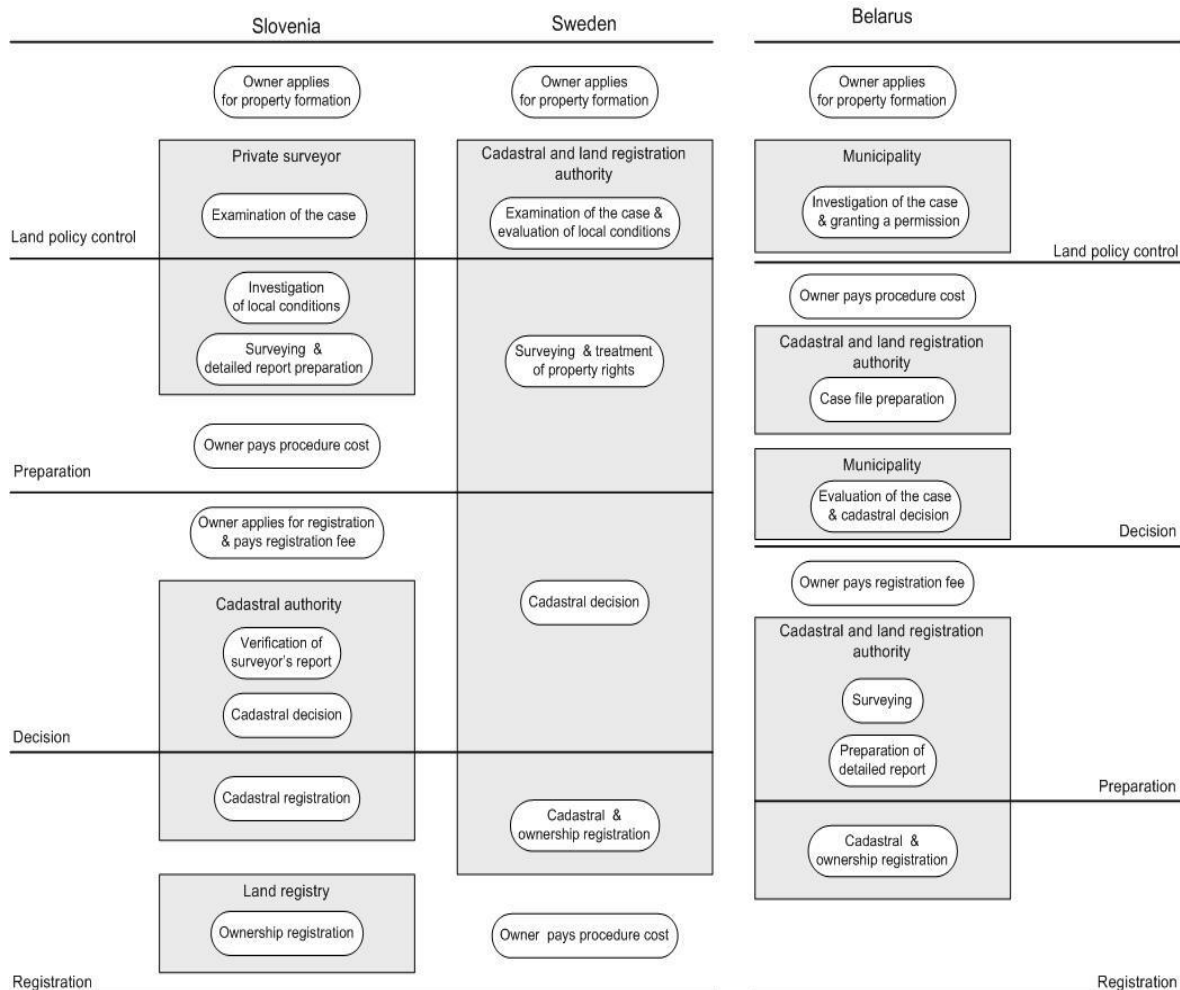 Slovenia
Sweden
Belarus
Owner applies
for property formation
Private surveyor
Examination of the case
Land policy control
Investigation
of local conditions
Surveying & 
detailed report preparation
Owner pays procedure cost
Preparation
Owner applies for registration
& pays registration fee
Cadastral authority
Verification of
surveyor's report
Cadastral decision
Decision
Cadastral registration
Land registry
Ownership registration
Registration
Owner applies
for property formation
Cadastral and land registration
authority
Examination of the case &
evaluation of local conditions
Surveying & treatment
of property rights
Cadastral decision
Cadastral &
ownership registration
Owner pays procedure cost
Owner applies
for property formation
Municipality
Investigation of the case
& granting a permission
Land policy control
Owner pays procedure cost
Cadastral and land registration
authority
Case file preparation
Municipality
Evaluation of the case
& cadastral decision
Decision
Owner pays registration fee
Cadastral and land registration
authority
Surveying
Preparation of
detailed report
Preparation
Cadastral &
ownership registration
Registration